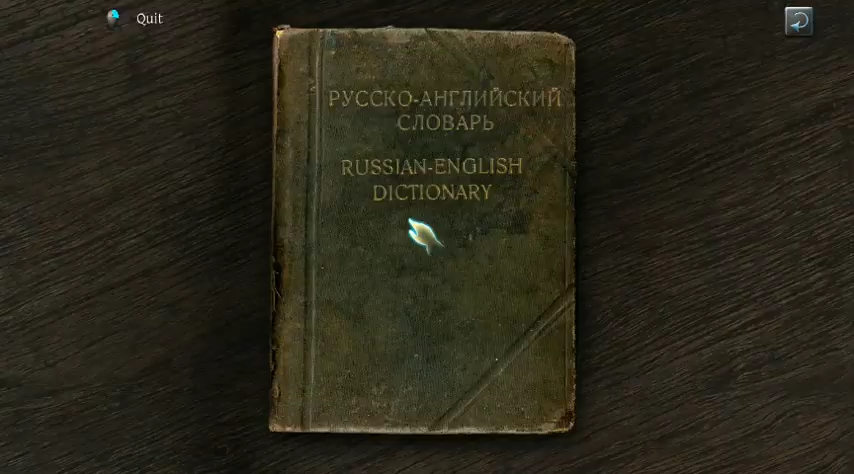 Quit
РУССКО-АНГЛИЙСКИЙ
СЛОВАРЬ
RUSSIAN-ENGLISH
DICTIONARY